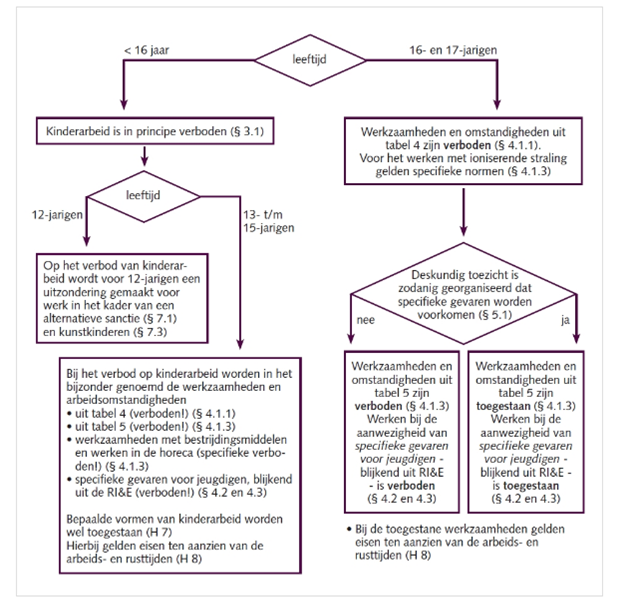 leeftijd
< 16 jaar
16- en 17-jarigen
Kinderarbeid is in principe verboden (§ 3.1)
leeftijd
12-jarigen
13- t/m
15-jarigen
Op het verbod van kinderar-
beid wordt voor 12-jarigen een
uitzondering gemaakt voor
werk in het kader van een
alternatieve sanctie (§ 7.1)
en kunstkinderen (§ 7.3)
Bij het verbod op kinderarbeid worden in het
bijzonder genoemd de werkzaamheden en
arbeidsomstandigheden
• uit tabel 4 (verboden!) (§ 4.1.1)
• uit tabel 5 (verboden!) (§ 4.1.3)
• werkzaamheden met bestrijdingsmiddelen
en werken in de horeca (specifieke verbo-
den!) (§ 4.1.3)
• specifieke gevaren voor jeugdigen, blijkend
uit de RI&E (verboden!) (§ 4.2 en 4.3)
Bepaalde vormen van kinderarbeid worden
wel toegestaan (H 7)
Hierbij gelden eisen ten aanzien van de
arbeids- en rusttijden (H 8)
Werkzaamheden en omstandigheden uit
tabel 4 zijn verboden (§ 4.1.1).
Voor het werken met ioniserende straling
gelden specifieke normen (§ 4.1.3)
Deskundig toezicht is
zodanig georganiseerd dat
specifieke gevaren worden
voorkomen (§ 5.1)
nee
ja
Werkzaamheden en
omstandigheden uit
tabel 5 zijn
verboden (§ 4.1.3)
Werken bij de
aanwezigheid van
specifieke gevaren
voor jeugdigen -
blijkend uit RI&E
- is verboden
(§ 4.2 en 4.3)
Werkzaamheden en
omstandigheden uit
tabel 5 zijn
toegestaan (§ 4.1.3)
Werken bij de
aanwezigheid van
specifieke gevaren
voor jeugdigen -
blijkend uit RI&E -
is toegestaan
(§ 4.2 en 4.3)
• Bij de toegestane werkzaamheden gelden
eisen ten aanzien van de arbeids- en
rusttijden (H 8)